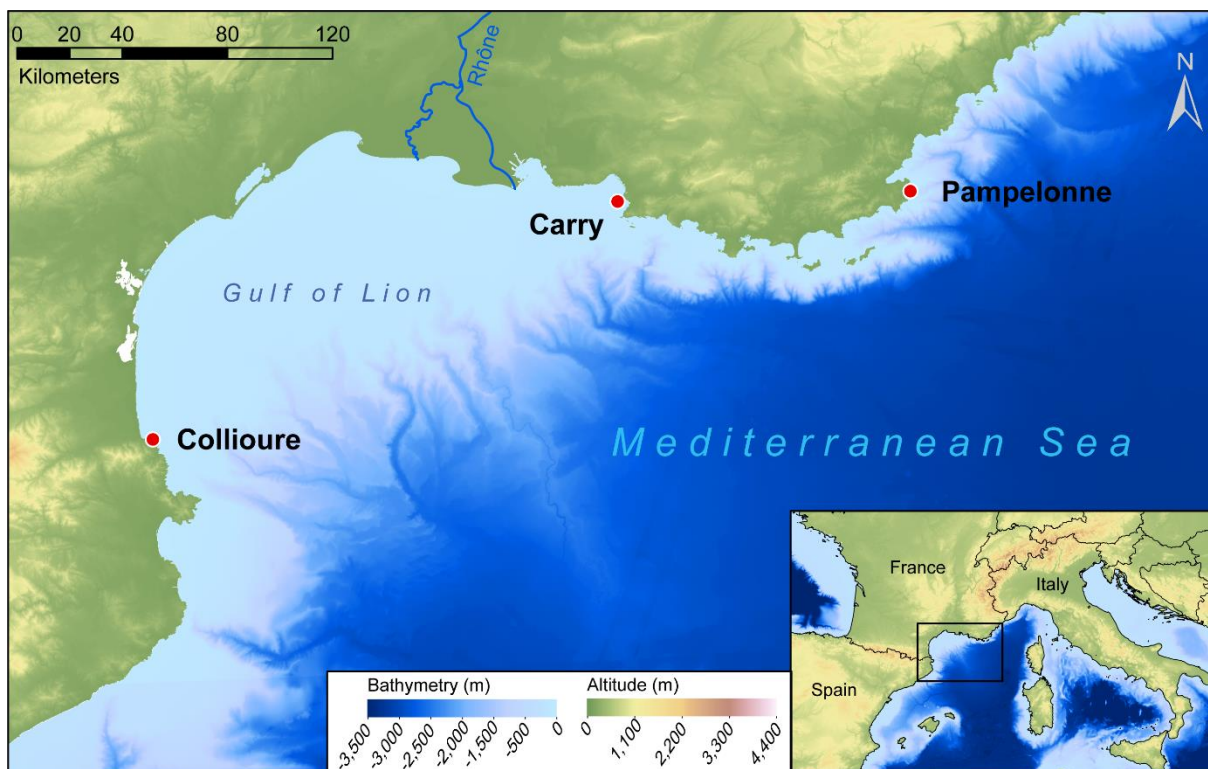 0 20 40 80 120
Kilometers
Rhône
N
Pampelonne
Carry
Gulf of Lion
Collioure
Mediterranean Sea
France
Italy
Spain
Bathymetry (m)
-3,500 -3,000 -2,500 -2,000 -1,500 -500 0
Altitude (m)
0 1,100 2,200 3,300 4,400